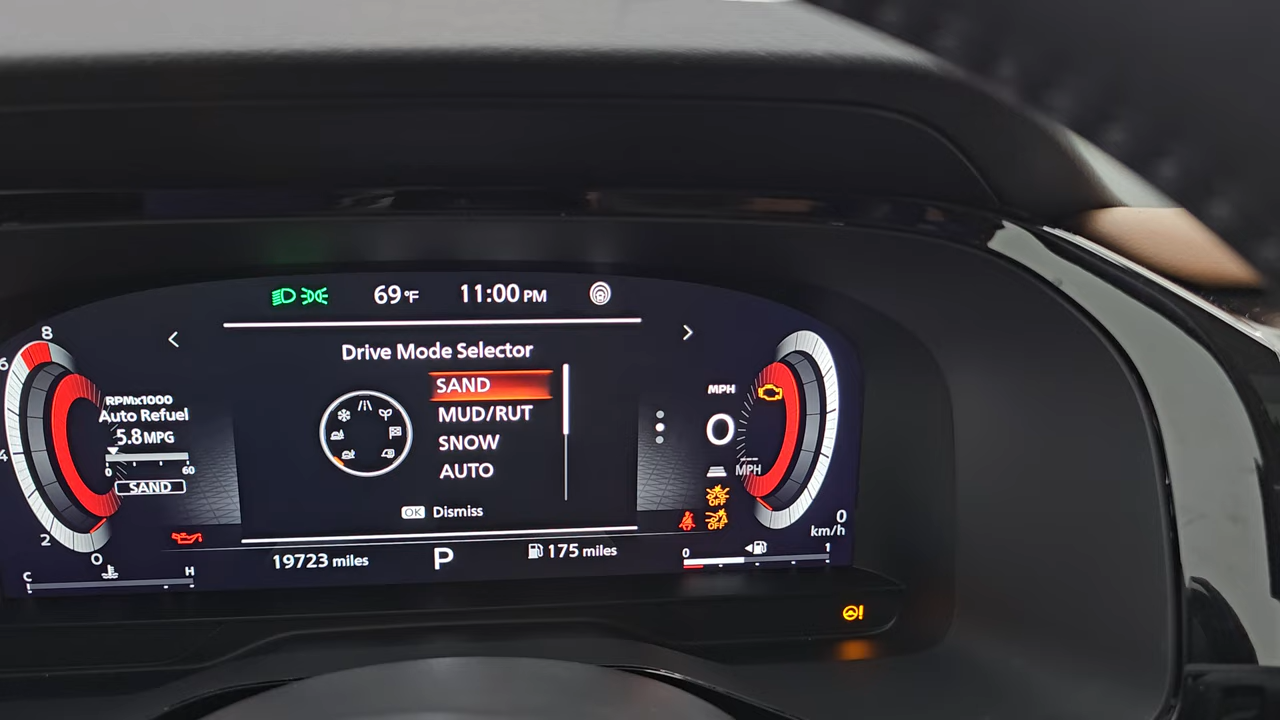 69°F 11:00 PM
Drive Mode Selector
SAND
MUD/RUT
SNOW
AUTO
OK Dismiss
8
6
4
2
0
RPMx1000
Auto Refuel
5.8 MPG
0 60
SAND
C H
19723 miles P 175 miles
MPH
0
--- MPH
OFF
OFF
0
km/h
0 1